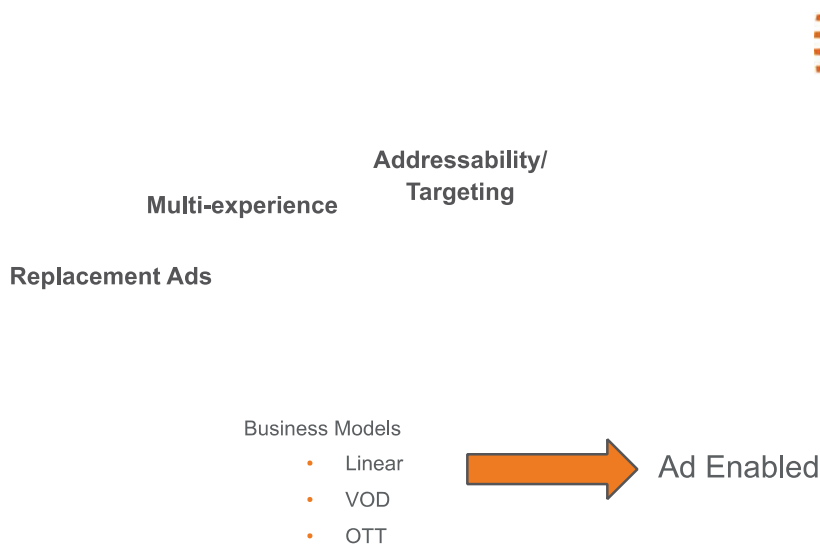 Addressability/
Targeting
Multi-experience
Replacement Ads
Business Models
• Linear
• VOD
• OTT
Ad Enabled